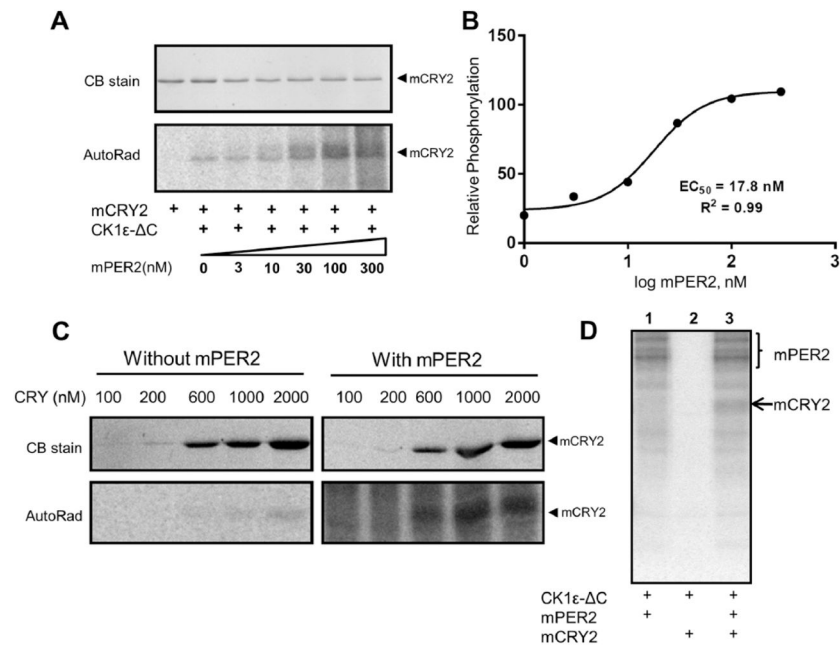 A
CB stain
◄mCRY2
AutoRad
◄mCRY2
mCRY2 + + + + + + +
CK1ε-ΔC + + + + + +
mPER2(nM) 0 3 10 30 100 300
B
Relative Phosphorylation
150
100
50
0
EC50 = 17.8 nM
R2 = 0.99
0 1 2 3
log mPER2, nM
C
Without mPER2 With mPER2
CRY (nM) 100 200 600 1000 2000 100 200 600 1000 2000
CB stain
◄mCRY2
AutoRad
◄mCRY2
D
1 2 3
mPER2
mCRY2
CK1ε-ΔC + + +
mPER2 + +
mCRY2 + +